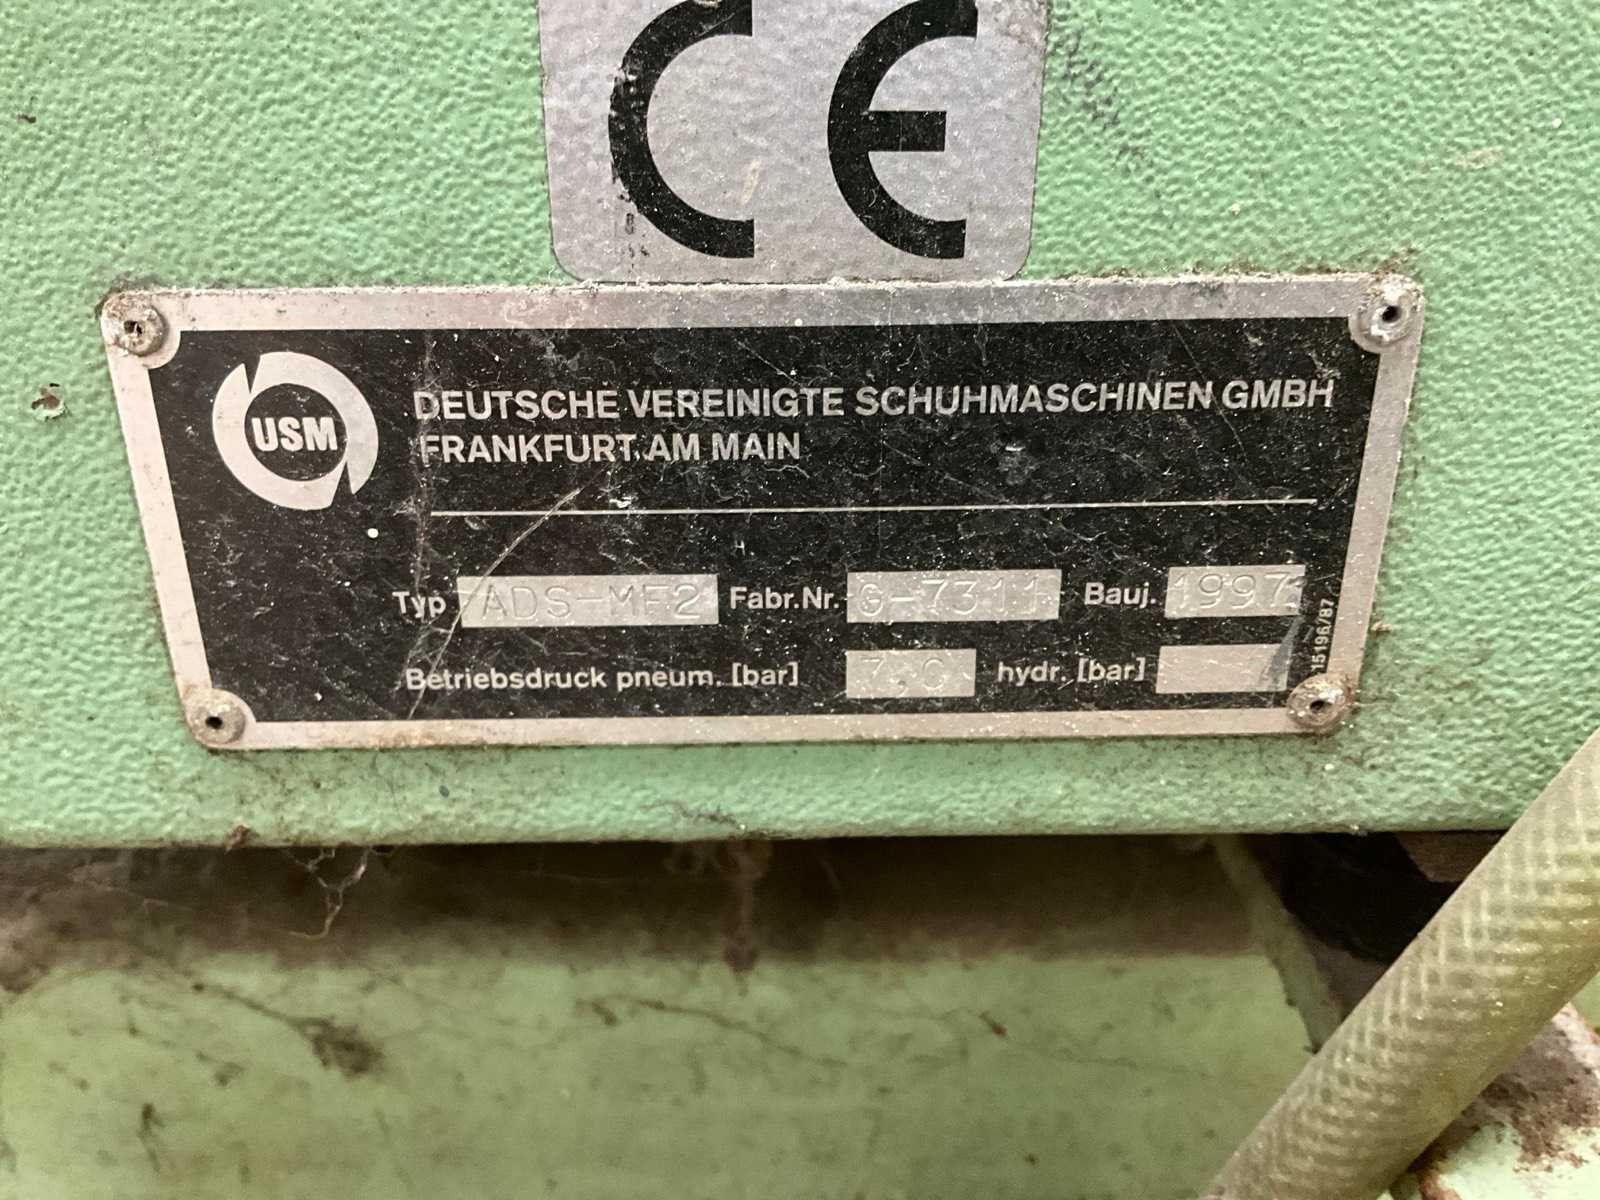 CE
USM
DEUTSCHE VEREINIGTE SCHUHMASCHINEN GMBH
FRANKFURT AM MAIN
Typ ADS-MF2 Fabr.Nr. G-7311 Bauj. 1997
Betriebsdruck pneum. [bar] 7,0 hydr. [bar]
15196/87